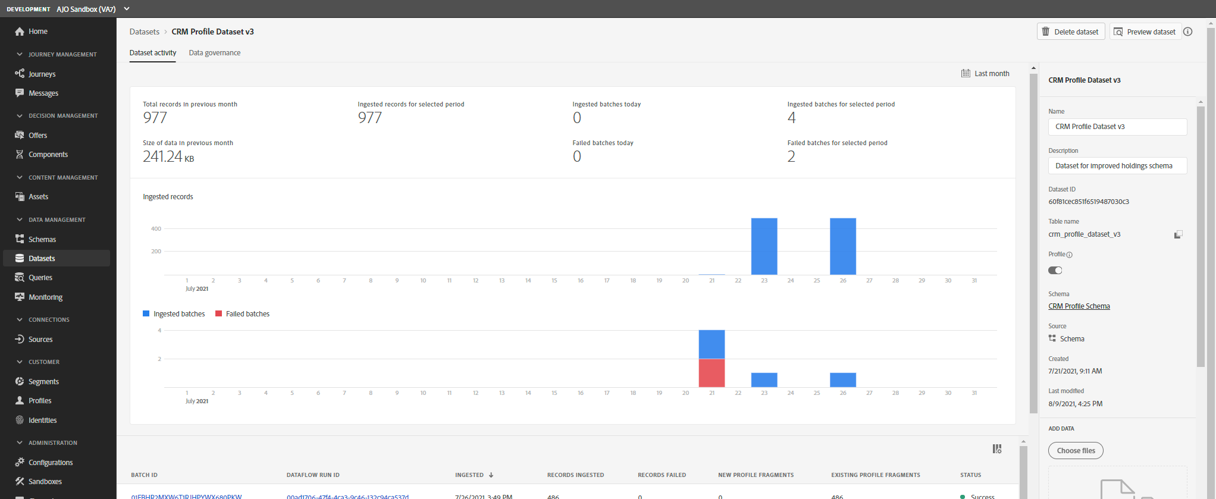 DEVELOPMENT AJO Sandbox (VA7)
Home
JOURNEY MANAGEMENT
Journeys
Messages
DECISION MANAGEMENT
Offers
Components
CONTENT MANAGEMENT
Assets
DATA MANAGEMENT
Schemas
Datasets
Queries
Monitoring
CONNECTIONS
Sources
CUSTOMER
Segments
Profiles
Identities
ADMINISTRATION
Configurations
Sandboxes
Datasets > CRM Profile Dataset v3
Delete dataset Preview dataset
Dataset activity Data governance
Last month
Total records in previous month
977
Ingested records for selected period
977
Ingested batches today
0
Ingested batches for selected period
4
Size of data in previous month
241.24 KB
Failed batches today
0
Failed batches for selected period
2
Ingested records
400
200
1 2 3 4 5 6 7 8 9 10 11 12 13 14 15 16 17 18 19 20 21 22 23 24 25 26 27 28 29 30 31
July 2021
Ingested batches Failed batches
4
2
1 2 3 4 5 6 7 8 9 10 11 12 13 14 15 16 17 18 19 20 21 22 23 24 25 26 27 28 29 30 31
July 2021
BATCH ID DATAFLOW RUN ID INGESTED ↓ RECORDS INGESTED RECORDS FAILED NEW PROFILE FRAGMENTS EXISTING PROFILE FRAGMENTS STATUS
7/26/2021, 3:49 PM 486 0 0 486 Success
CRM Profile Dataset v3
Name
CRM Profile Dataset v3
Description
Dataset for improved holdings schema
Dataset ID
60f81cec851f6519487030c3
Table name
crm_profile_dataset_v3
Profile
Schema
CRM Profile Schema
Source
Schema
Created
7/21/2021, 9:11 AM
Last modified
8/9/2021, 4:25 PM
ADD DATA
Choose files